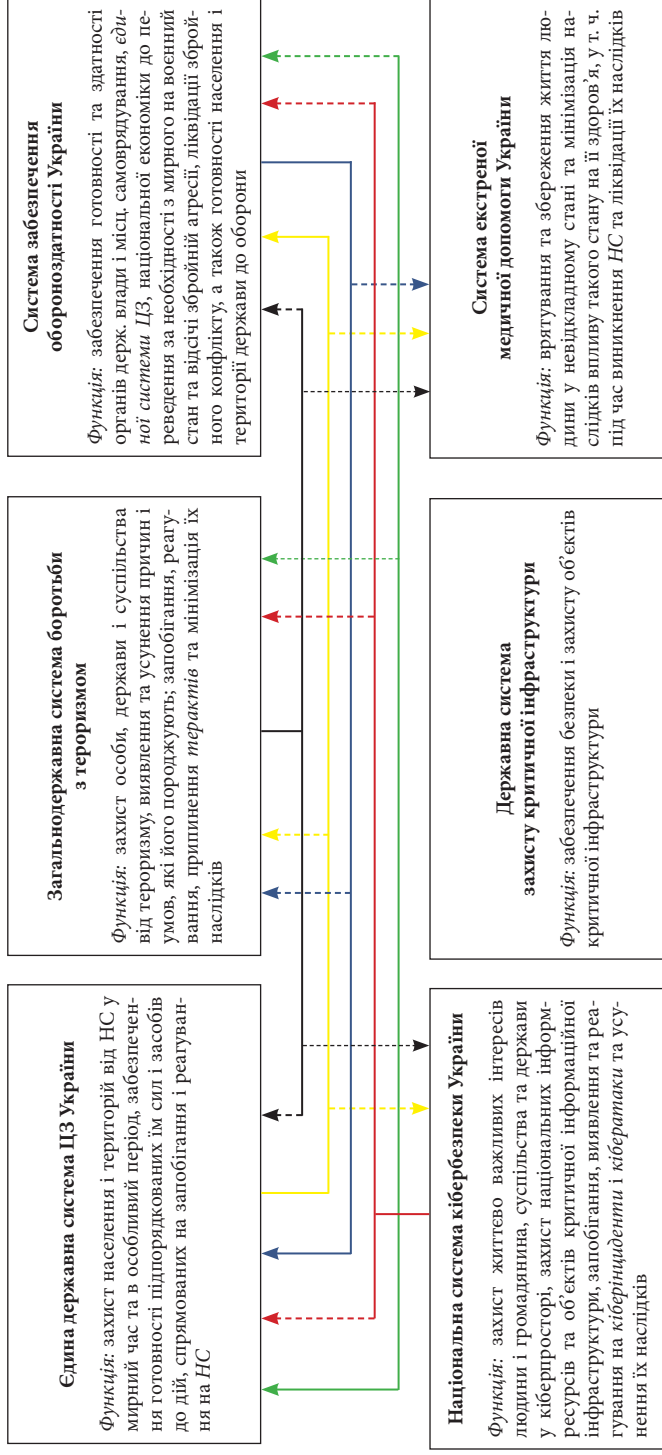 Єдина державна система ЦЗ України
Функція: захист населення і територій від НС у
мирний час та в особливий період, забезпечен-
ня готовності підпорядкованих їм сил і засобів
до дій, спрямованих на запобігання і реагуван-
ня на НС
Загальнодержавна система боротьби
з тероризмом
Функція: захист особи, держави і суспільства
від тероризму, виявлення та усунення причин і
умов, які його породжують; запобігання, реагу-
вання, припинення терактів та мінімізація їх
наслідків
Система забезпечення
обороноздатності України
Функція: забезпечення готовності та здатності
органів держ. влади і місц. самоврядування, єди-
ної системи ЦЗ, національної економіки до пе-
реведення за необхідності з мирного на воєнний
стан та відсічі збройній агресії, ліквідації зброй-
ного конфлікту, а також готовності населення і
території держави до оборони
Національна система кібербезпеки України
Функція: захист життєво важливих інтересів
людини і громадянина, суспільства та держави
у кіберпросторі, захист національних інформ-
ресурсів та об’єктів критичної інформаційної
інфраструктури, запобігання, виявлення та реа-
гування на кіберінциденти і кібератаки та усу-
нення їх наслідків
Державна система
захисту критичної інфраструктури
Функція: забезпечення безпеки і захисту об’єктів
критичної інфраструктури
Система екстреної
медичної допомоги України
Функція: врятування та збереження життя лю-
дини у невідкладному стані та мінімізація на-
слідків впливу такого стану на її здоров’я, у т. ч.
під час виникнення НС та ліквідації їх наслідків